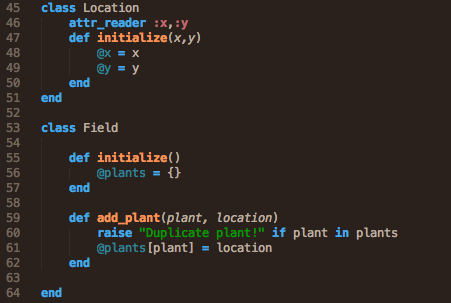 45 class Location
46     attr_reader :x,:y
47     def initialize(x,y)
48         @x = x
49         @y = y
50     end
51 end
52
53 class Field
54
55     def initialize()
56         @plants = {}
57     end
58
59     def add_plant(plant, location)
60         raise "Duplicate plant!" if plant in plants
61         @plants[plant] = location
62     end
63
64 end